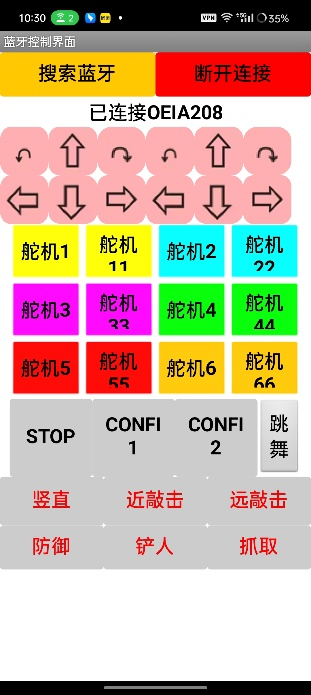 10:30 2 VPN 35%
蓝牙控制界面
搜索蓝牙 断开连接
已连接OEIA208
舵机1 舵机11 舵机2 舵机22
舵机3 舵机33 舵机4 舵机44
舵机5 舵机55 舵机6 舵机66
STOP CONFI1 CONFI2 跳舞
竖直 近敲击 远敲击
防御 铲人 抓取